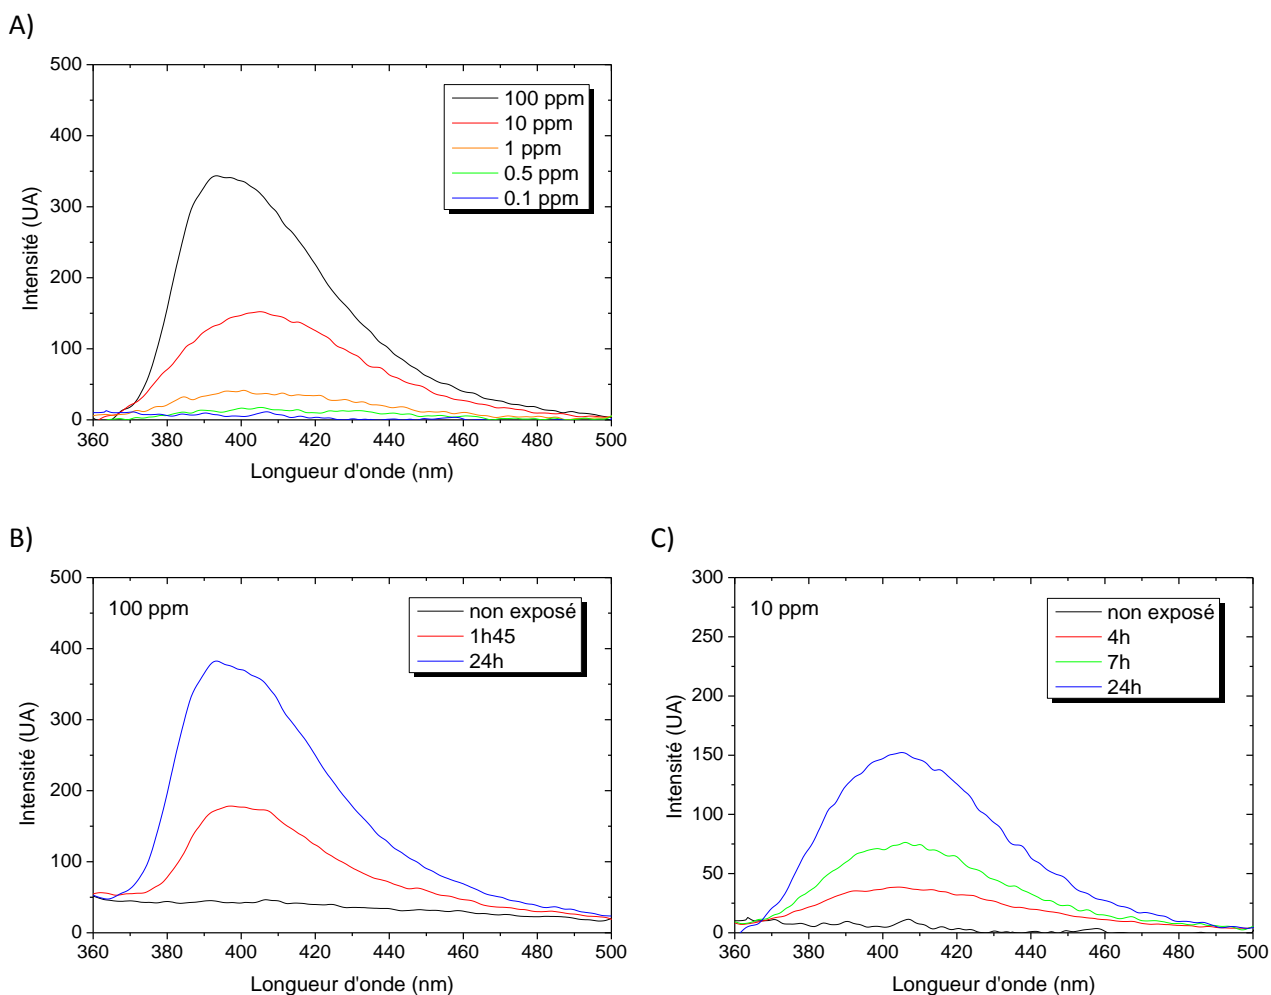 A)
500
400
300
200
100
0
Intensité (UA)
100 ppm
10 ppm
1 ppm
0.5 ppm
0.1 ppm
360 380 400 420 440 460 480 500
Longueur d'onde (nm)
B)
500
400
300
200
100
0
Intensité (UA)
100 ppm
non exposé
1h45
24h
360 380 400 420 440 460 480 500
Longueur d'onde (nm)
C)
300
250
200
150
100
50
0
Intensité (UA)
10 ppm
non exposé
4h
7h
24h
360 380 400 420 440 460 480 500
Longueur d'onde (nm)